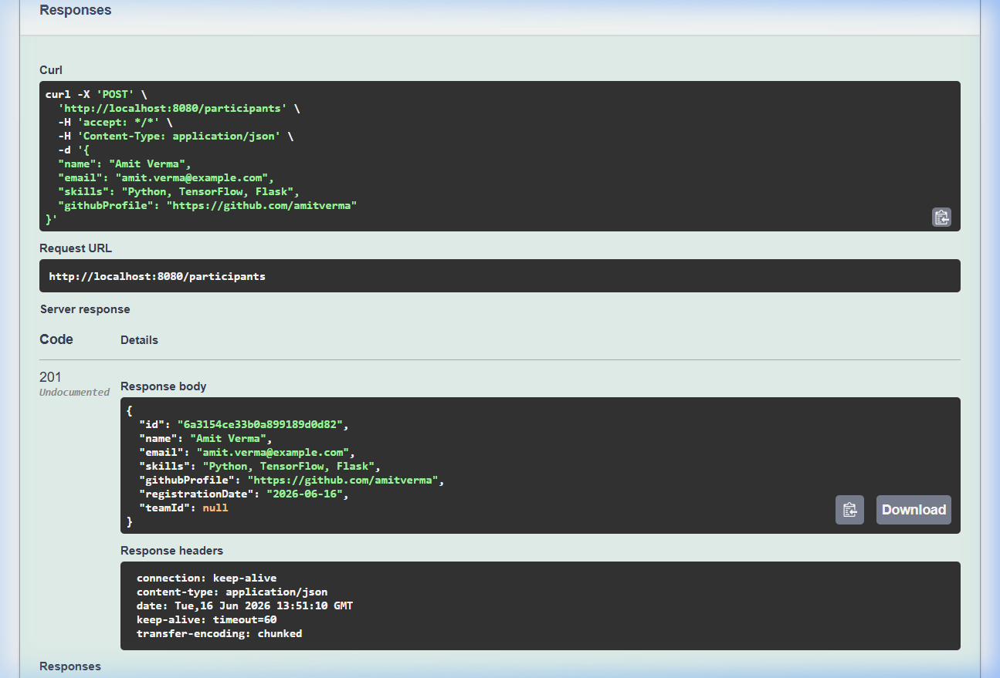 Responses
Curl
curl -X 'POST' \
  'http://localhost:8080/participants' \
  -H 'accept: */*' \
  -H 'Content-Type: application/json' \
  -d '{
  "name": "Amit Verma",
  "email": "amit.verma@example.com",
  "skills": "Python, TensorFlow, Flask",
  "githubProfile": "https://github.com/amitverma"
}'
Request URL
http://localhost:8080/participants
Server response
Code Details
201
Undocumented
Response body
{
  "id": "6a3154ce33b0a899189d0d82",
  "name": "Amit Verma",
  "email": "amit.verma@example.com",
  "skills": "Python, TensorFlow, Flask",
  "githubProfile": "https://github.com/amitverma",
  "registrationDate": "2026-06-16",
  "teamId": null
}
Download
Response headers
connection: keep-alive
content-type: application/json
date: Tue,16 Jun 2026 13:51:10 GMT
keep-alive: timeout=60
transfer-encoding: chunked
Responses